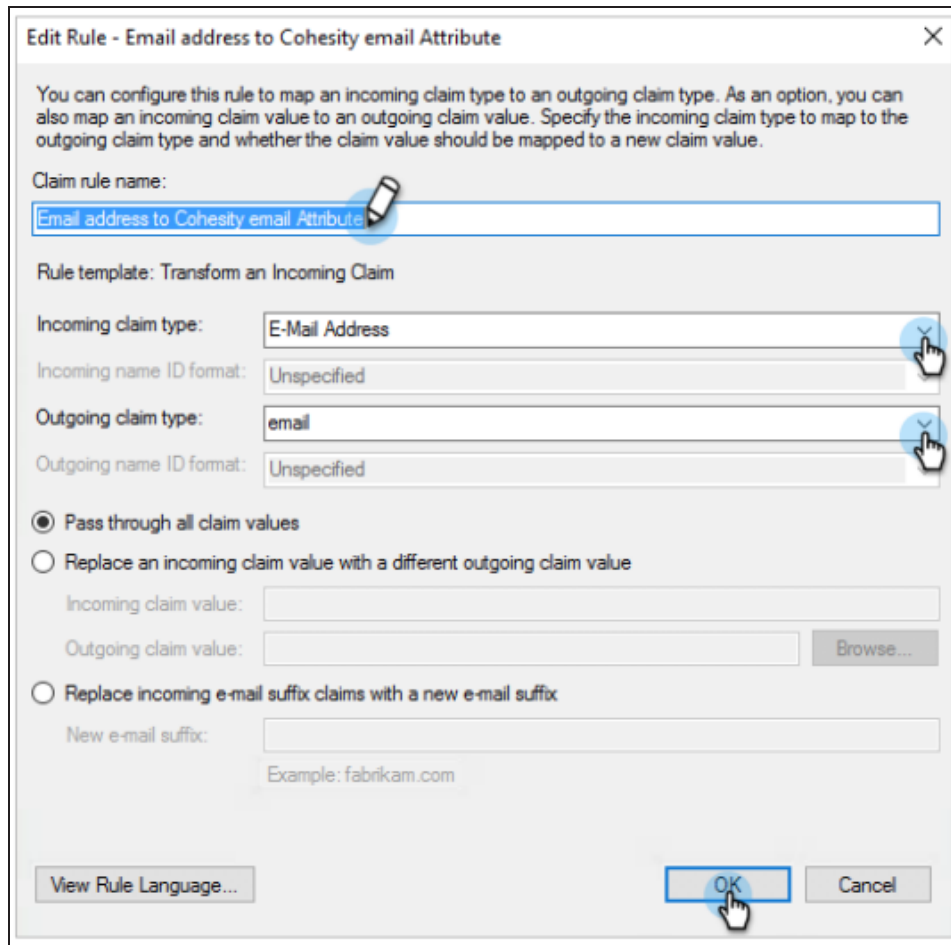 Edit Rule - Email address to Cohesity email Attribute
You can configure this rule to map an incoming claim type to an outgoing claim type. As an option, you can
also map an incoming claim value to an outgoing claim value. Specify the incoming claim type to map to the
outgoing claim type and whether the claim value should be mapped to a new claim value.
Claim rule name:
Email address to Cohesity email Attribute
Rule template: Transform an Incoming Claim
Incoming claim type: E-Mail Address
Incoming name ID format: Unspecified
Outgoing claim type: email
Outgoing name ID format: Unspecified
Pass through all claim values
Replace an incoming claim value with a different outgoing claim value
Incoming claim value:
Outgoing claim value: Browse...
Replace incoming e-mail suffix claims with a new e-mail suffix
New e-mail suffix:
Example: fabrikam.com
View Rule Language... OK Cancel